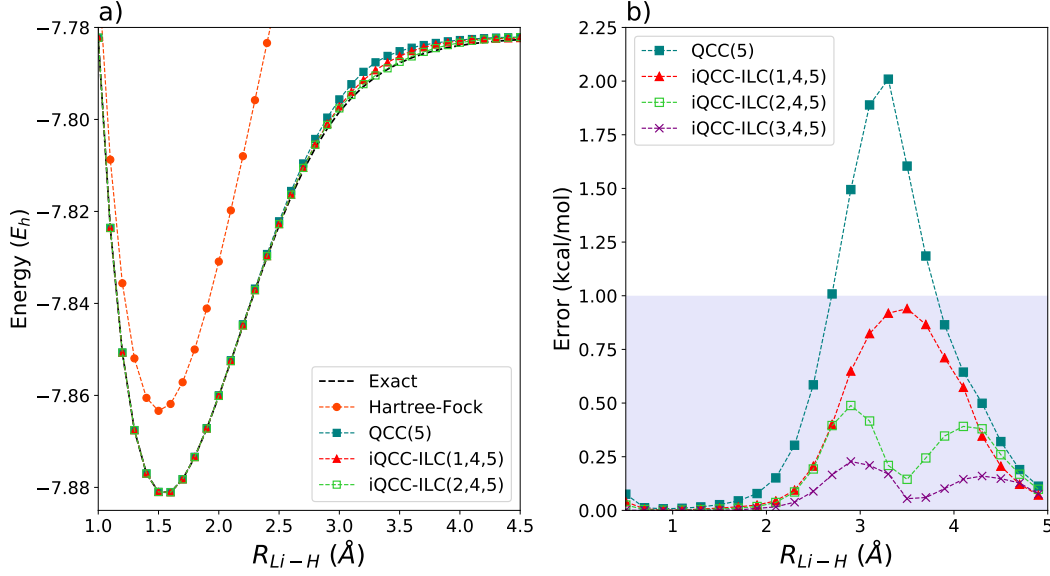 a)
−7.78
−7.80
−7.82
−7.84
−7.86
−7.88
Energy (E_h)
1.0 1.5 2.0 2.5 3.0 3.5 4.0 4.5
R_{Li−H} (Å)
Exact
Hartree-Fock
QCC(5)
iQCC-ILC(1,4,5)
iQCC-ILC(2,4,5)
b)
2.25
2.00
1.75
1.50
1.25
1.00
0.75
0.50
0.25
0.00
Error (kcal/mol)
1 2 3 4 5
R_{Li−H} (Å)
QCC(5)
iQCC-ILC(1,4,5)
iQCC-ILC(2,4,5)
iQCC-ILC(3,4,5)